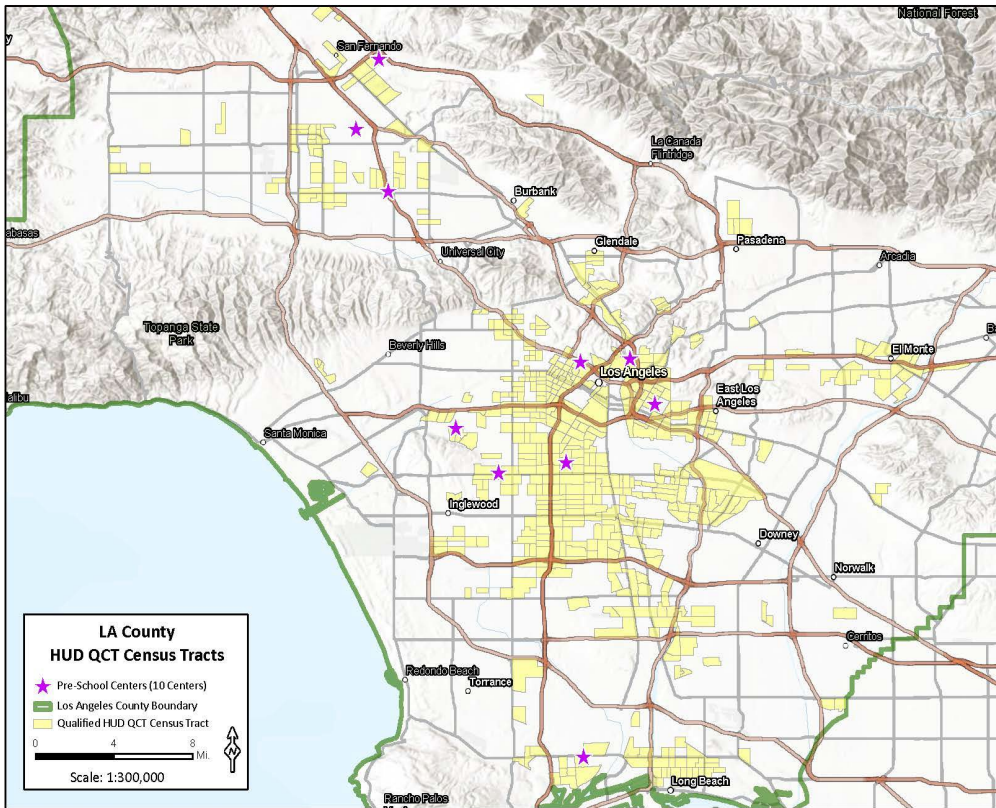 National Forest
y
San Fernando
La Canada
Flintridge
Burbank
abasas
Universal City
Glendale
Pasadena
Arcadia
Topanga State
Park
Beverly Hills
El Monte
Los Angeles
East Los
Angeles
alibu
Santa Monica
Inglewood
Downey
Norwalk
Cerritos
Redondo Beach
Torrance
Long Beach
Rancho Palos
LA County
HUD QCT Census Tracts
Pre-School Centers (10 Centers)
Los Angeles County Boundary
Qualified HUD QCT Census Tract
0 4 8
Mi.
N
Scale: 1:300,000